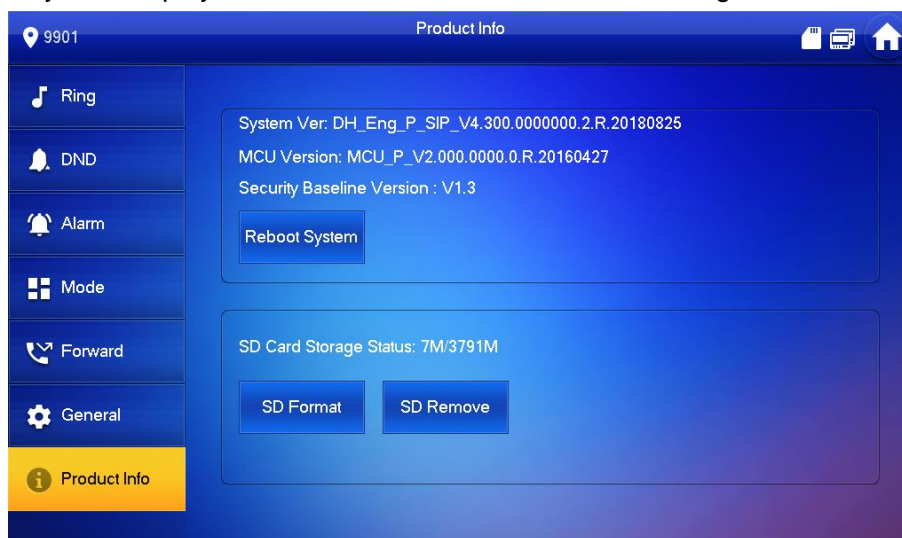 9901
Product Info
Ring
DND
Alarm
Mode
Forward
General
Product Info
System Ver: DH_Eng_P_SIP_V4.300.0000000.2.R.20180825
MCU Version: MCU_P_V2.000.0000.0.R.20160427
Security Baseline Version : V1.3
Reboot System
SD Card Storage Status: 7M/3791M
SD Format
SD Remove